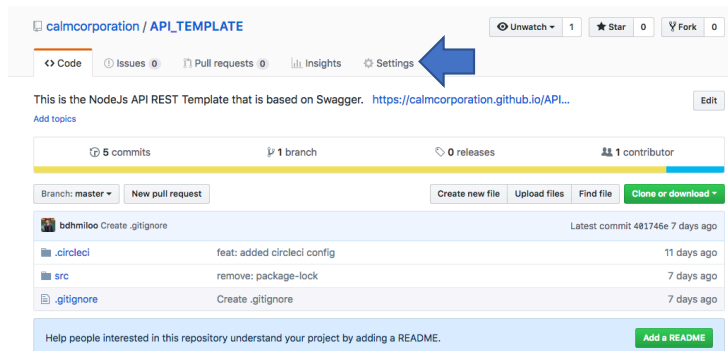 calmcorporation / API_TEMPLATE
Unwatch 1 Star 0 Fork 0
<> Code Issues 0 Pull requests 0 Insights Settings
This is the NodeJs API REST Template that is based on Swagger. https://calmcorporation.github.io/API... Edit
Add topics
5 commits 1 branch 0 releases 1 contributor
Branch: master New pull request Create new file Upload files Find file Clone or download
bdhmiloo Create .gitignore Latest commit 401746e 7 days ago
.circleci feat: added circleci config 11 days ago
src remove: package-lock 7 days ago
.gitignore Create .gitignore 7 days ago
Help people interested in this repository understand your project by adding a README. Add a README